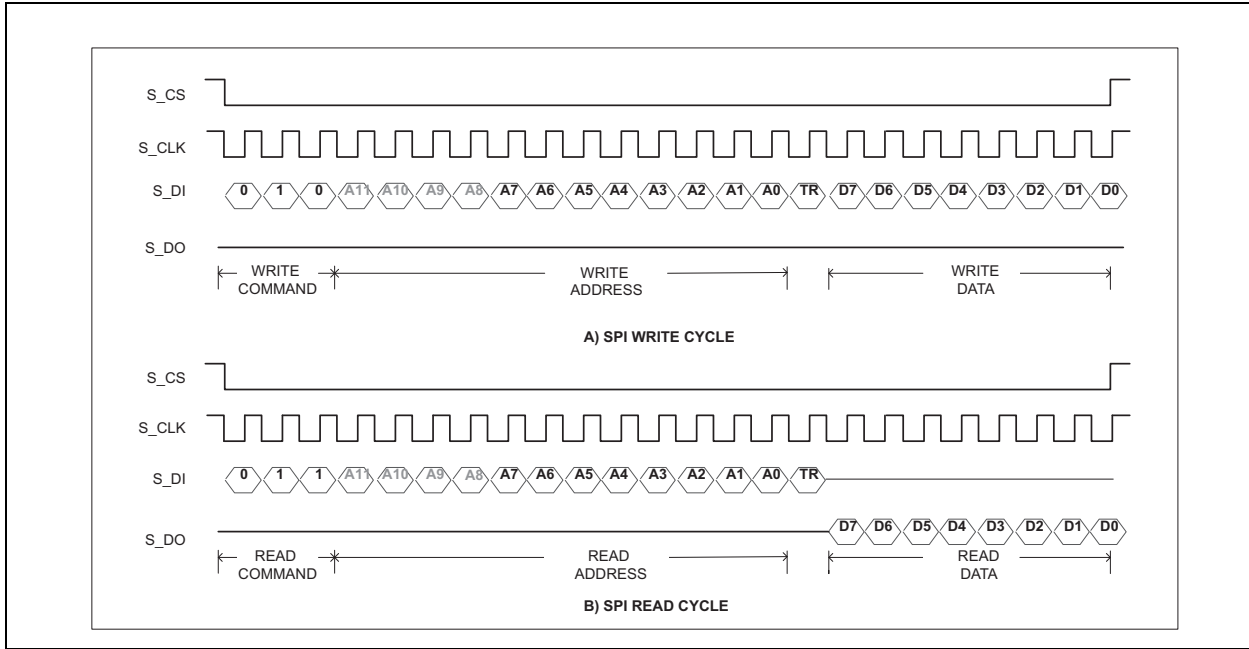 S_CS
S_CLK
S_DI 0 1 0 A11 A10 A9 A8 A7 A6 A5 A4 A3 A2 A1 A0 TR D7 D6 D5 D4 D3 D2 D1 D0
S_DO
WRITE COMMAND
WRITE ADDRESS
WRITE DATA
A) SPI WRITE CYCLE
S_CS
S_CLK
S_DI 0 1 1 A11 A10 A9 A8 A7 A6 A5 A4 A3 A2 A1 A0 TR
S_DO D7 D6 D5 D4 D3 D2 D1 D0
READ COMMAND
READ ADDRESS
READ DATA
B) SPI READ CYCLE